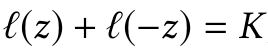 ℓ(z) + ℓ(−z) = K